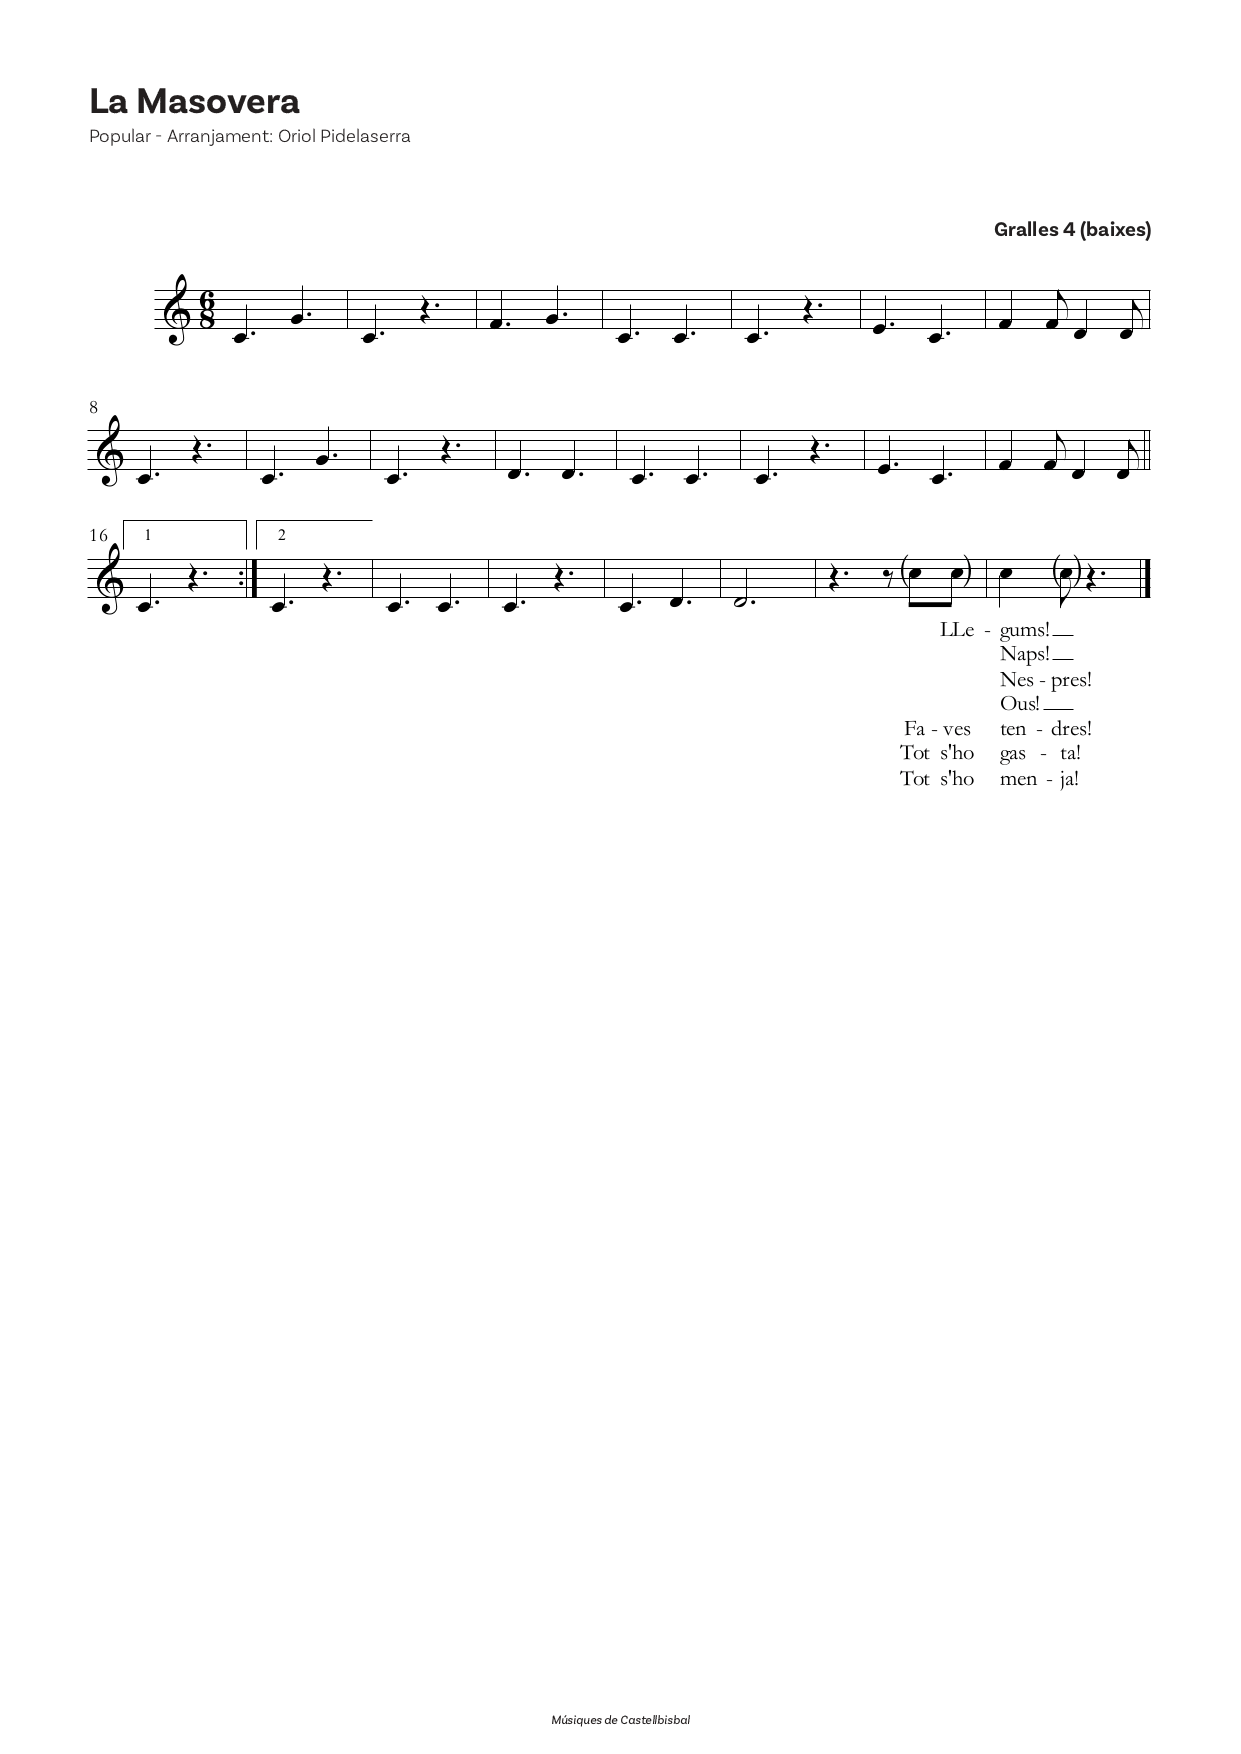 La Masovera
Popular - Arranjament: Oriol Pidelaserra
Gralles 4 (baixes)
6
8
8
16
1
2
LLe - gums!
Naps!
Nes - pres!
Ous!
Fa - ves ten - dres!
Tot s'ho gas - ta!
Tot s'ho men - ja!
Músiques de Castellbisbal